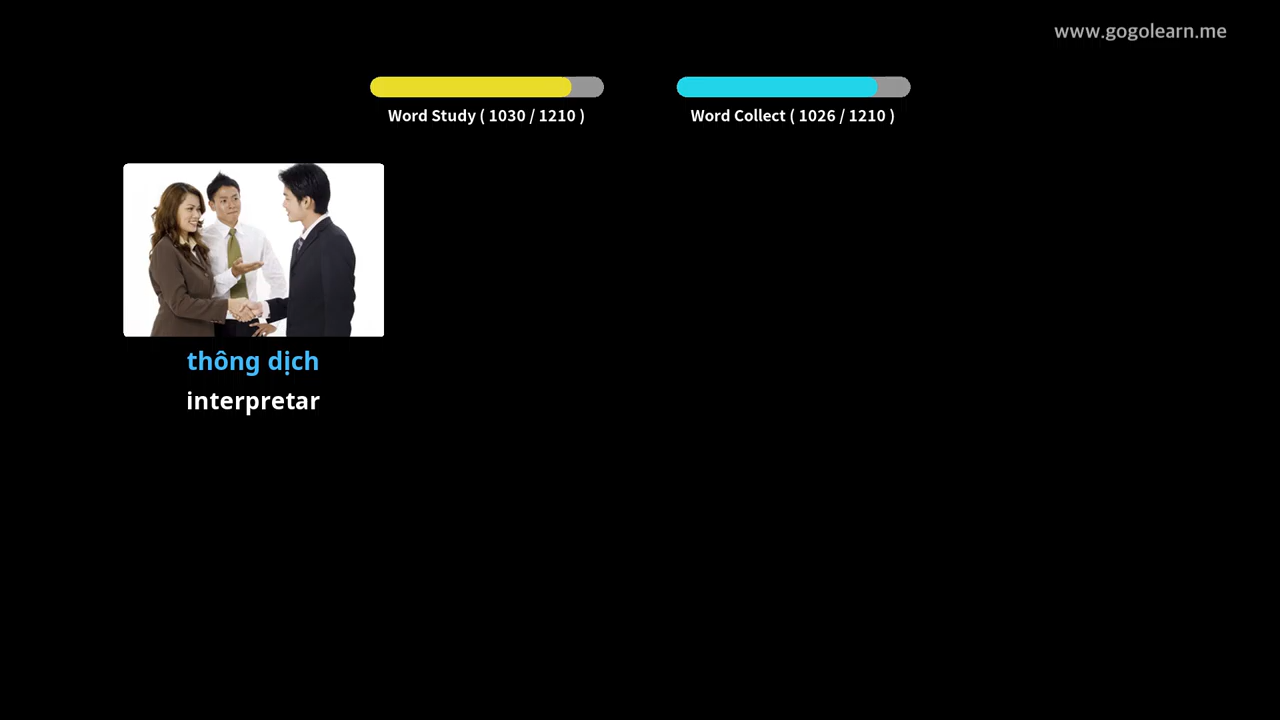 www.gogolearn.me
Word Study ( 1030 / 1210 )
Word Collect ( 1026 / 1210 )
thông dịch
interpretar